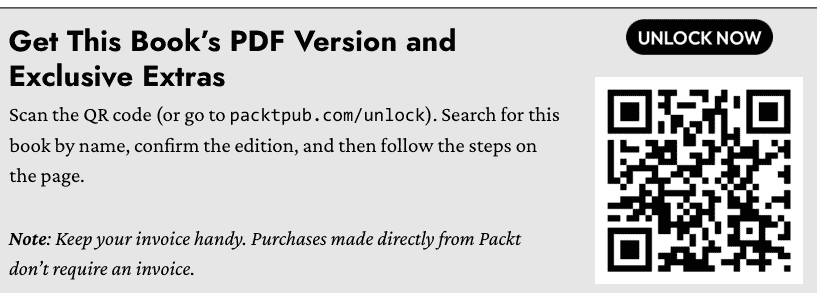 Get This Book’s PDF Version and
Exclusive Extras
UNLOCK NOW
Scan the QR code (or go to packtpub.com/unlock). Search for this
book by name, confirm the edition, and then follow the steps on
the page.
Note: Keep your invoice handy. Purchases made directly from Packt
don’t require an invoice.